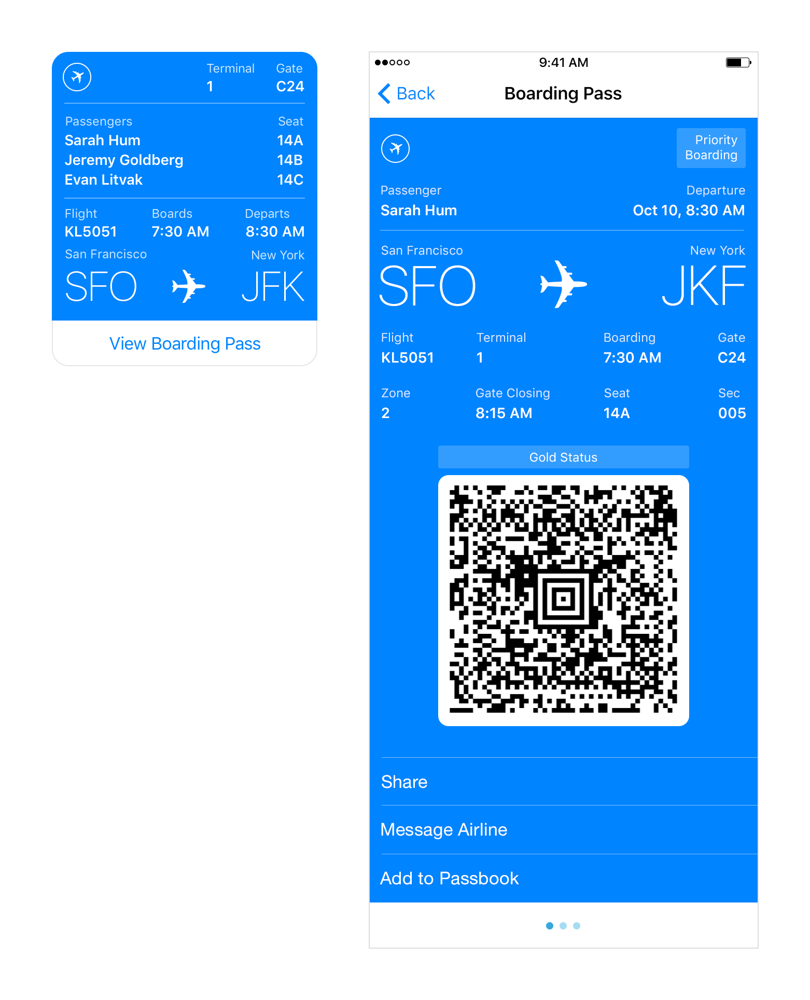 Terminal Gate
1 C24
Passengers Seat
Sarah Hum 14A
Jeremy Goldberg 14B
Evan Litvak 14C
Flight Boards Departs
KL5051 7:30 AM 8:30 AM
San Francisco New York
SFO JFK
View Boarding Pass
9:41 AM
Back Boarding Pass
Priority
Boarding
Passenger Departure
Sarah Hum Oct 10, 8:30 AM
San Francisco New York
SFO JKF
Flight Terminal Boarding Gate
KL5051 1 7:30 AM C24
Zone Gate Closing Seat Sec
2 8:15 AM 14A 005
Gold Status
Share
Message Airline
Add to Passbook